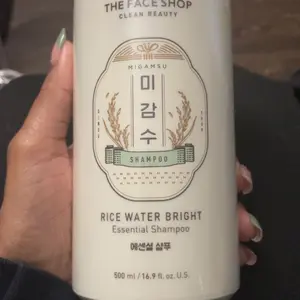 THE FACE SHOP
CLEAN BEAUTY
MIGAMSU
미
감
수
SHAMPOO
RICE WATER BRIGHT
Essential Shampoo
에센셜 샴푸
500 ml / 16.9 fl. oz. U.S.